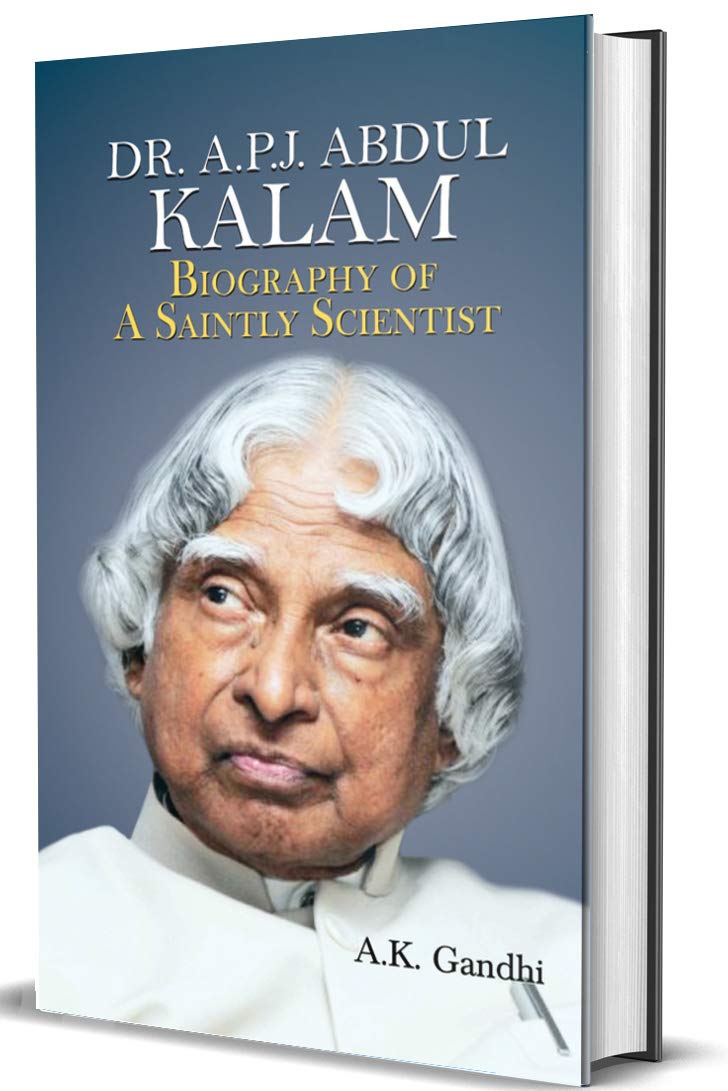 DR. A.P.J. ABDUL
KALAM
BIOGRAPHY OF
A SAINTLY SCIENTIST
A.K. Gandhi